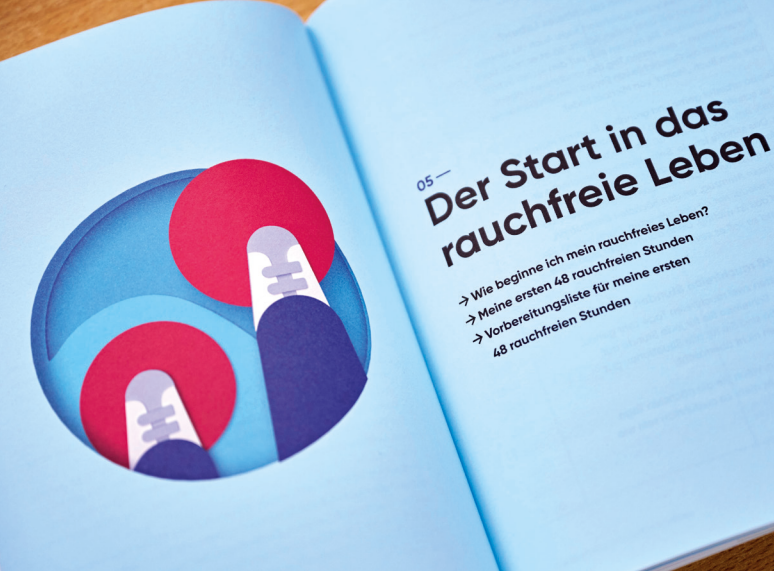 05 —
Der Start in das
rauchfreie Leben
→ Wie beginne ich mein rauchfreies Leben?
→ Meine ersten 48 rauchfreien Stunden
→ Vorbereitungsliste für meine ersten
48 rauchfreien Stunden